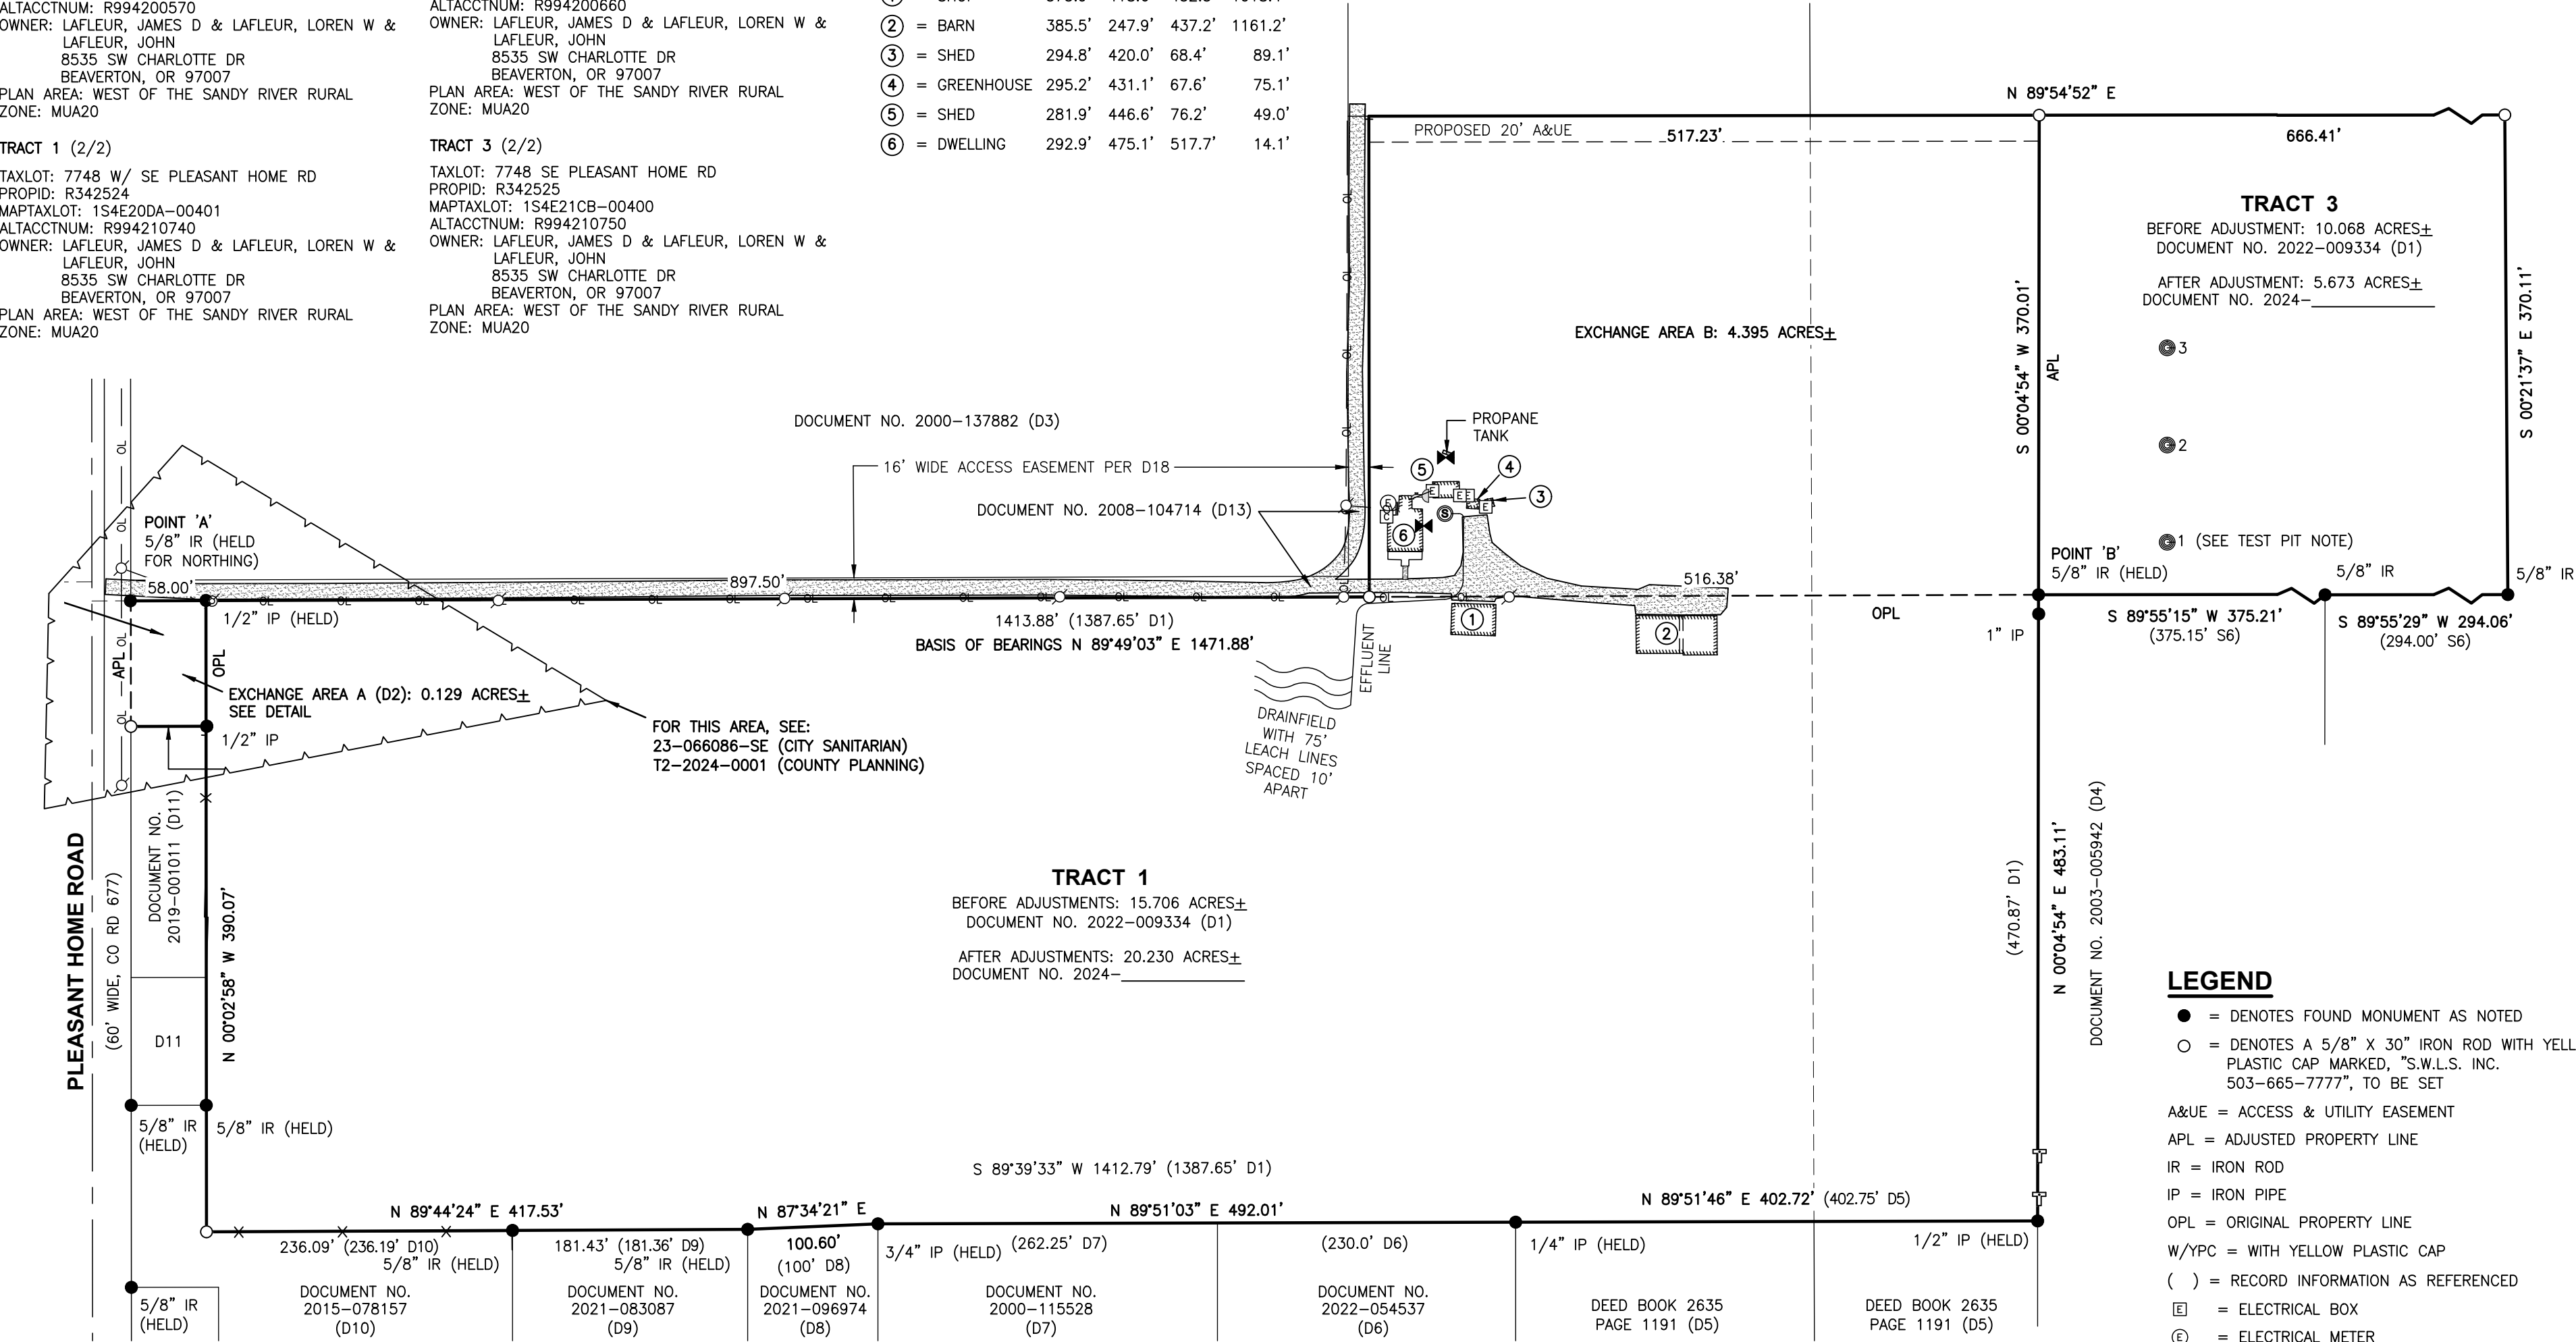 ALTACCTNUM: R994200570
OWNER: LAFLEUR, JAMES D & LAFLEUR, LOREN W &
LAFLEUR, JOHN
8535 SW CHARLOTTE DR
BEAVERTON, OR 97007
PLAN AREA: WEST OF THE SANDY RIVER RURAL
ZONE: MUA20
TRACT 1 (2/2)
TAXLOT: 7748 W/ SE PLEASANT HOME RD
PROPID: R342524
MAPTAXLOT: 1S4E20DA-00401
ALTACCTNUM: R994210740
OWNER: LAFLEUR, JAMES D & LAFLEUR, LOREN W &
LAFLEUR, JOHN
8535 SW CHARLOTTE DR
BEAVERTON, OR 97007
PLAN AREA: WEST OF THE SANDY RIVER RURAL
ZONE: MUA20
ALTACCTNUM: R994200660
OWNER: LAFLEUR, JAMES D & LAFLEUR, LOREN W &
LAFLEUR, JOHN
8535 SW CHARLOTTE DR
BEAVERTON, OR 97007
PLAN AREA: WEST OF THE SANDY RIVER RURAL
ZONE: MUA20
TRACT 3 (2/2)
TAXLOT: 7748 SE PLEASANT HOME RD
PROPID: R342525
MAPTAXLOT: 1S4E21CB-00400
ALTACCTNUM: R994210750
OWNER: LAFLEUR, JAMES D & LAFLEUR, LOREN W &
LAFLEUR, JOHN
8535 SW CHARLOTTE DR
BEAVERTON, OR 97007
PLAN AREA: WEST OF THE SANDY RIVER RURAL
ZONE: MUA20
2 = BARN 385.5' 247.9' 437.2' 1161.2'
3 = SHED 294.8' 420.0' 68.4' 89.1'
4 = GREENHOUSE 295.2' 431.1' 67.6' 75.1'
5 = SHED 281.9' 446.6' 76.2' 49.0'
6 = DWELLING 292.9' 475.1' 517.7' 14.1'
N 89°54'52" E
PROPOSED 20' A&UE
517.23'
666.41'
TRACT 3
BEFORE ADJUSTMENT: 10.068 ACRES±
DOCUMENT NO. 2022-009334 (D1)
AFTER ADJUSTMENT: 5.673 ACRES±
DOCUMENT NO. 2024-
S 00°04'54" W 370.01'
APL
S 00°21'37" E 370.11'
EXCHANGE AREA B: 4.395 ACRES±
3
2
1 (SEE TEST PIT NOTE)
DOCUMENT NO. 2000-137882 (D3)
16' WIDE ACCESS EASEMENT PER D18
DOCUMENT NO. 2008-104714 (D13)
PROPANE
TANK
5
4
3
6
S
E
E
E
E
OL
OL
OL
OL
POINT 'A'
5/8" IR (HELD
FOR NORTHING)
58.00'
897.50'
516.38'
1/2" IP (HELD)
1413.88' (1387.65' D1)
BASIS OF BEARINGS N 89°49'03" E 1471.88'
1
2
OPL
POINT 'B'
5/8" IR (HELD)
5/8" IR
5/8" IR
1" IP
S 89°55'15" W 375.21'
(375.15' S6)
S 89°55'29" W 294.06'
(294.00' S6)
APL
OPL
OL
OL
OL
OL
EXCHANGE AREA A (D2): 0.129 ACRES±
SEE DETAIL
1/2" IP
FOR THIS AREA, SEE:
23-066086-SE (CITY SANITARIAN)
T2-2024-0001 (COUNTY PLANNING)
EFFLUENT
LINE
DRAINFIELD
WITH 75'
LEACH LINES
SPACED 10'
APART
PLEASANT HOME ROAD
(60' WIDE, CO RD 677)
DOCUMENT NO.
2019-001011 (D11)
D11
N 00°02'58" W 390.07'
TRACT 1
BEFORE ADJUSTMENTS: 15.706 ACRES±
DOCUMENT NO. 2022-009334 (D1)
AFTER ADJUSTMENTS: 20.230 ACRES±
DOCUMENT NO. 2024-
(470.87' D1)
N 00°04'54" E 483.11'
DOCUMENT NO. 2003-005942 (D4)
5/8" IR
(HELD)
5/8" IR (HELD)
S 89°39'33" W 1412.79' (1387.65' D1)
N 89°44'24" E 417.53'
N 87°34'21" E
N 89°51'03" E 492.01'
N 89°51'46" E 402.72' (402.75' D5)
236.09' (236.19' D10)
5/8" IR (HELD)
181.43' (181.36' D9)
5/8" IR (HELD)
100.60'
(100' D8)
3/4" IP (HELD)
(262.25' D7)
(230.0' D6)
1/4" IP (HELD)
1/2" IP (HELD)
5/8" IR
(HELD)
DOCUMENT NO.
2015-078157
(D10)
DOCUMENT NO.
2021-083087
(D9)
DOCUMENT NO.
2021-096974
(D8)
DOCUMENT NO.
2000-115528
(D7)
DOCUMENT NO.
2022-054537
(D6)
DEED BOOK 2635
PAGE 1191 (D5)
DEED BOOK 2635
PAGE 1191 (D5)
LEGEND
= DENOTES FOUND MONUMENT AS NOTED
= DENOTES A 5/8" X 30" IRON ROD WITH YELL
PLASTIC CAP MARKED, "S.W.L.S. INC.
503-665-7777", TO BE SET
A&UE = ACCESS & UTILITY EASEMENT
APL = ADJUSTED PROPERTY LINE
IR = IRON ROD
IP = IRON PIPE
OPL = ORIGINAL PROPERTY LINE
W/YPC = WITH YELLOW PLASTIC CAP
( ) = RECORD INFORMATION AS REFERENCED
E = ELECTRICAL BOX
E = ELECTRICAL METER